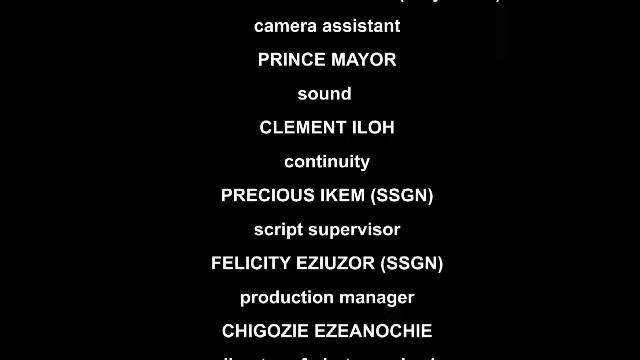 camera assistant
PRINCE MAYOR
sound
CLEMENT ILOH
continuity
PRECIOUS IKEM (SSGN)
script supervisor
FELICITY EZIUZOR (SSGN)
production manager
CHIGOZIE EZEANOCHIE